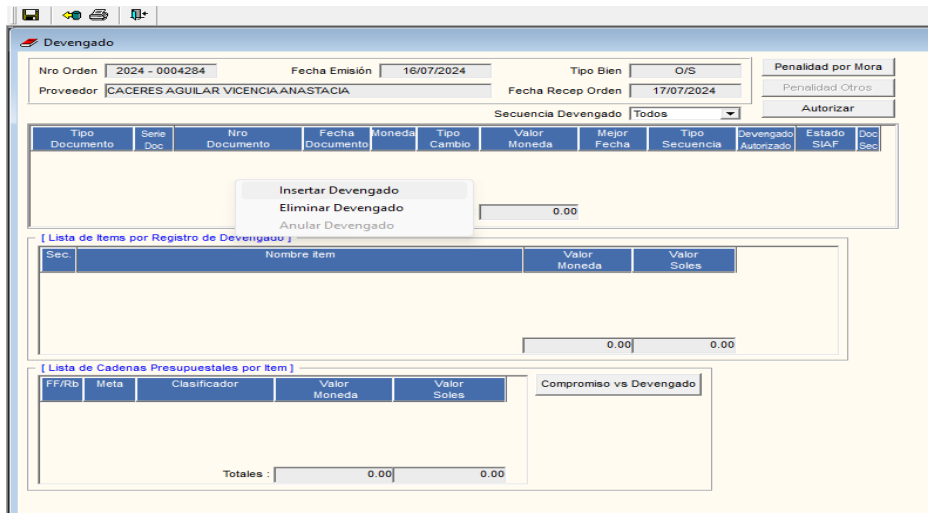 Devengado
Nro Orden 2024 - 0004284 Fecha Emisión 16/07/2024 Tipo Bien O/S Penalidad por Mora
Proveedor CACERES AGUILAR VICENCIA ANASTACIA Fecha Recep Orden 17/07/2024 Penalidad Otros
Secuencia Devengado Todos Autorizar
Tipo Documento Serie Doc Nro Documento Fecha Documento Moneda Tipo Cambio Valor Moneda Mejor Fecha Tipo Secuencia Devengado Autorizado Estado SIAF Doc Sec
Insertar Devengado
Eliminar Devengado
0.00
Anular Devengado
[ Lista de Items por Registro de Devengado ]
Sec. Nombre item Valor Moneda Valor Soles
0.00 0.00
[ Lista de Cadenas Presupuestales por Item ]
FF/Rb Meta Clasificador Valor Moneda Valor Soles Compromiso vs Devengado
Totales : 0.00 0.00